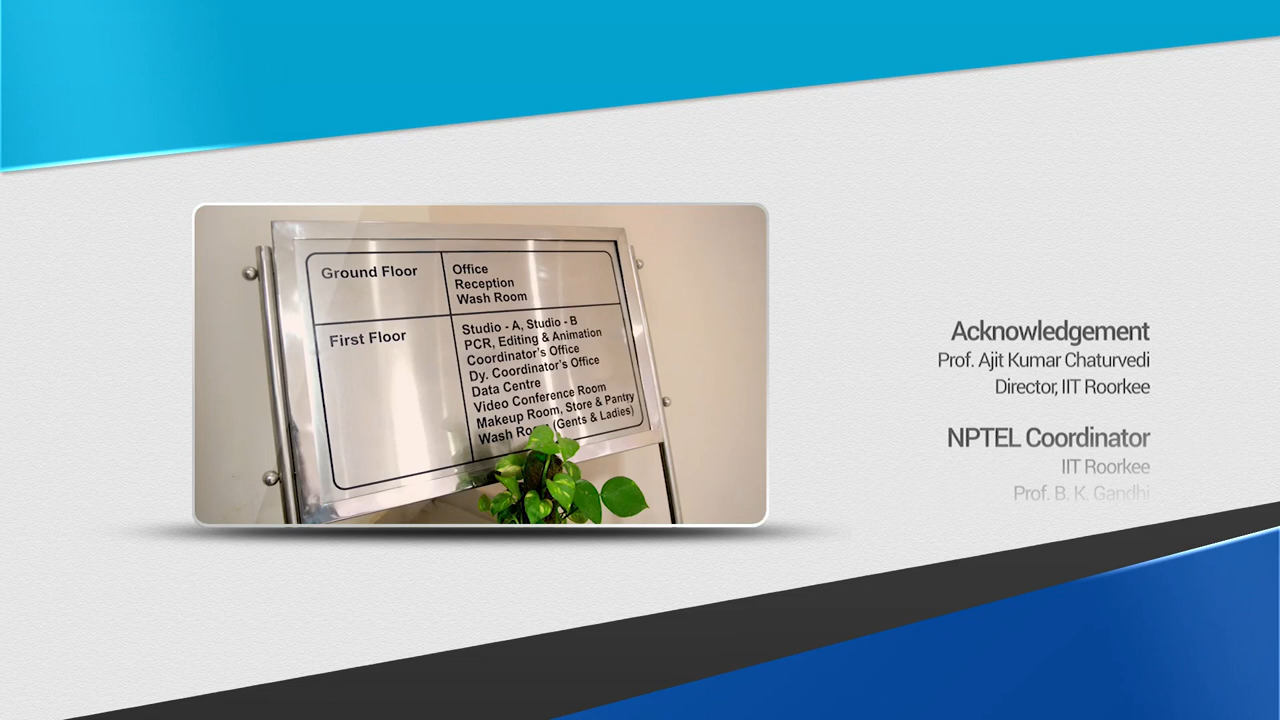 Ground Floor
Office
Reception
Wash Room
First Floor
Studio - A, Studio - B
PCR, Editing & Animation
Coordinator's Office
Dy. Coordinator's Office
Data Centre
Video Conference Room
Makeup Room, Store & Pantry
Wash Room (Gents & Ladies)
Acknowledgement
Prof. Ajit Kumar Chaturvedi
Director, IIT Roorkee
NPTEL Coordinator
IIT Roorkee
Prof. B. K. Gandhi